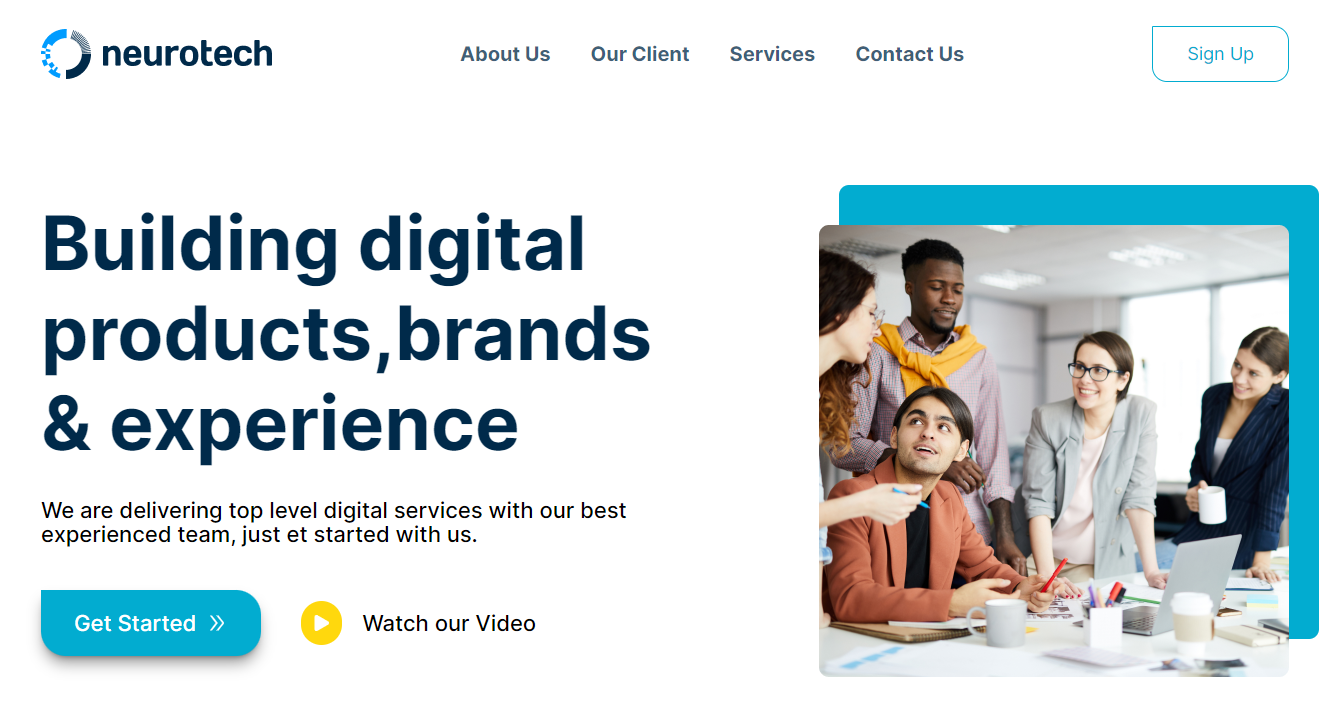 neurotech
About Us
Our Client
Services
Contact Us
Sign Up
Building digital
products,brands
& experience
We are delivering top level digital services with our best
experienced team, just et started with us.
Get Started
Watch our Video